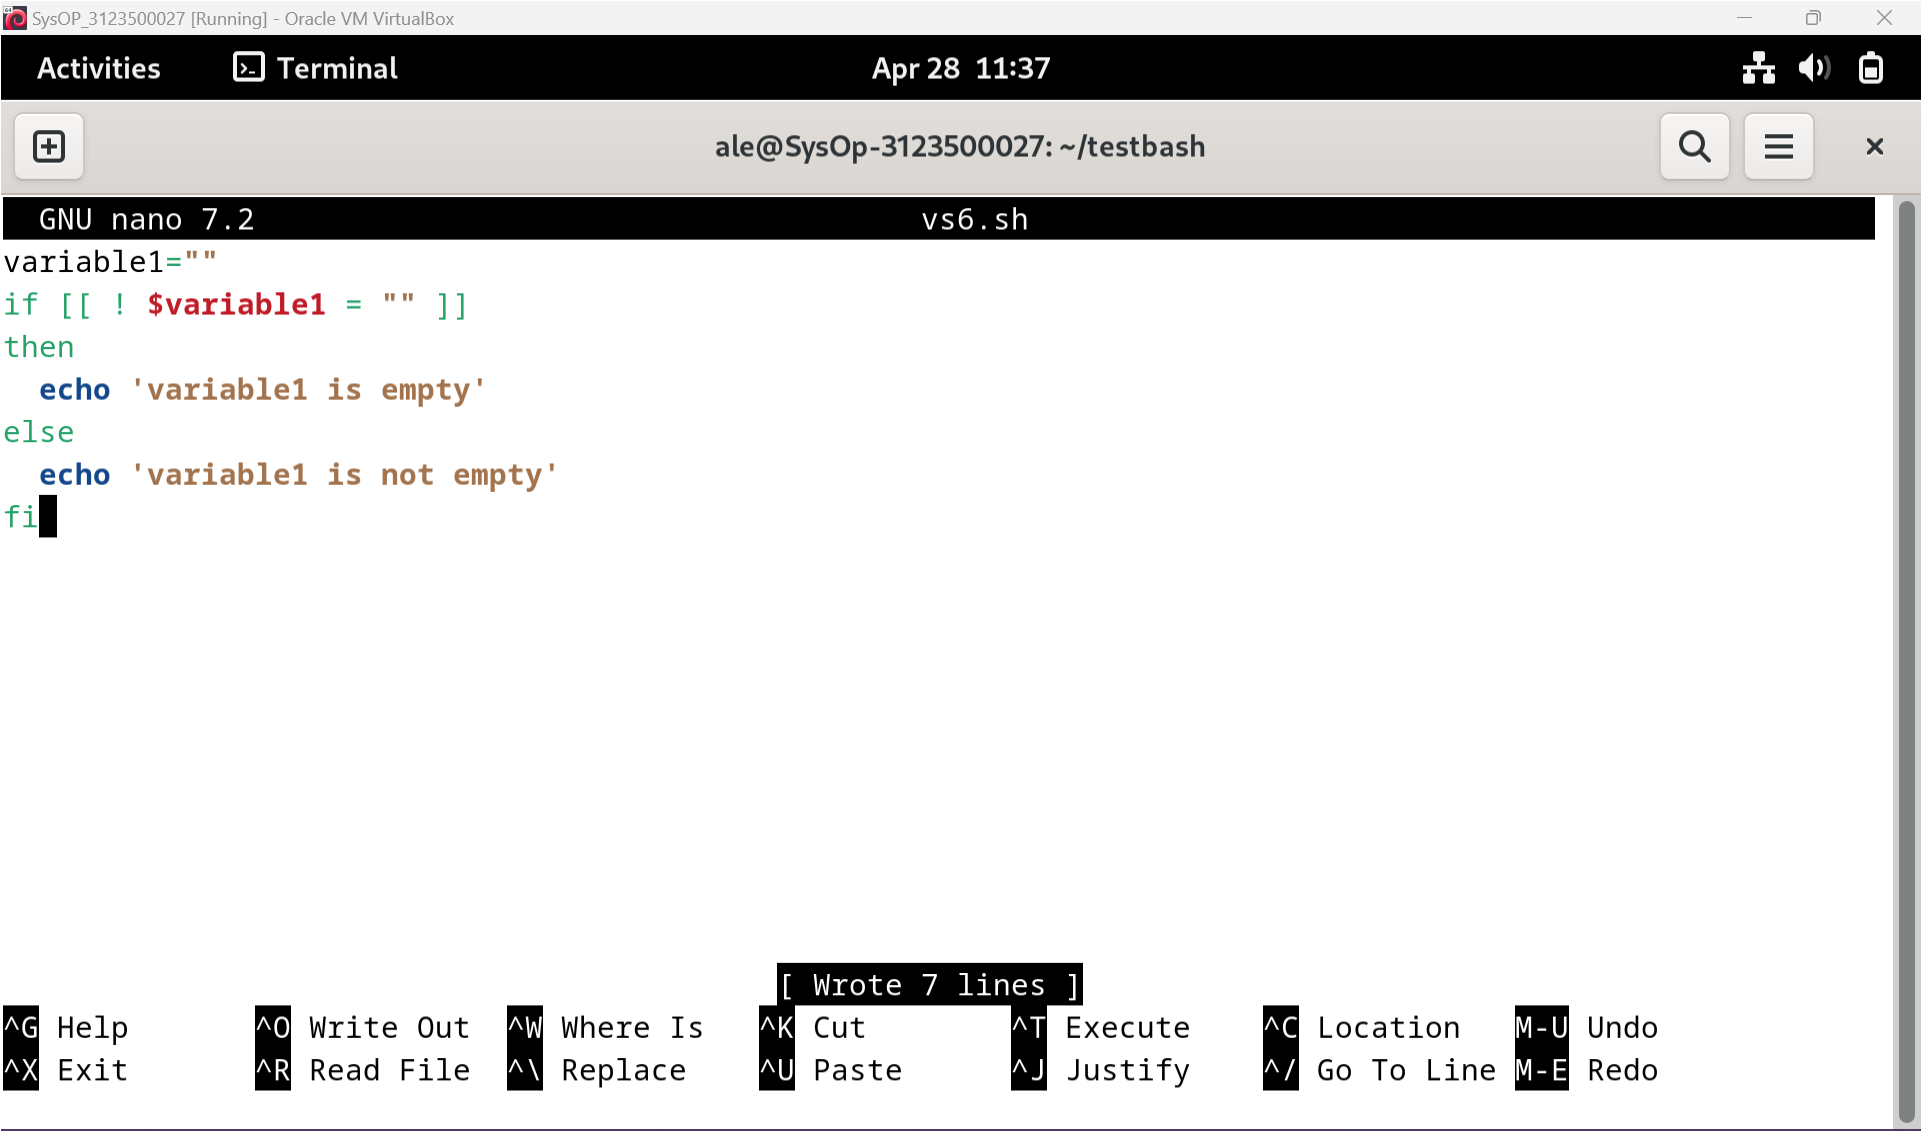 SysOP_3123500027 [Running] - Oracle VM VirtualBox
Activities Terminal Apr 28 11:37
ale@SysOp-3123500027: ~/testbash
GNU nano 7.2 vs6.sh
variable1=""
if [[ ! $variable1 = "" ]]
then
  echo 'variable1 is empty'
else
  echo 'variable1 is not empty'
fi
[ Wrote 7 lines ]
^G Help ^O Write Out ^W Where Is ^K Cut ^T Execute ^C Location M-U Undo
^X Exit ^R Read File ^\ Replace ^U Paste ^J Justify ^/ Go To Line M-E Redo